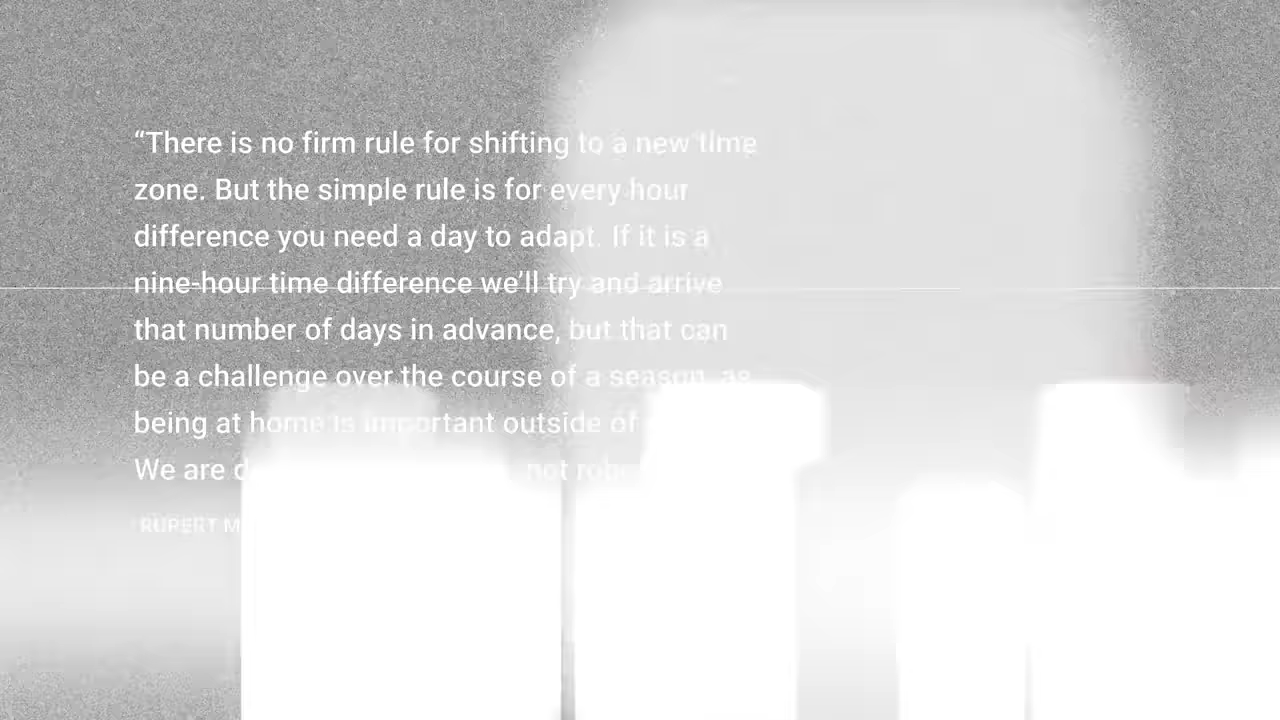 “There is no firm rule for shifting to a new time
zone. But the simple rule is for every hour
difference you need a day to adapt. If it is a
nine-hour time difference we’ll try and arrive
that number of days in advance, but that can
be a challenge over the course of a season, as
being at home is important outside of
We are not
RUPERT